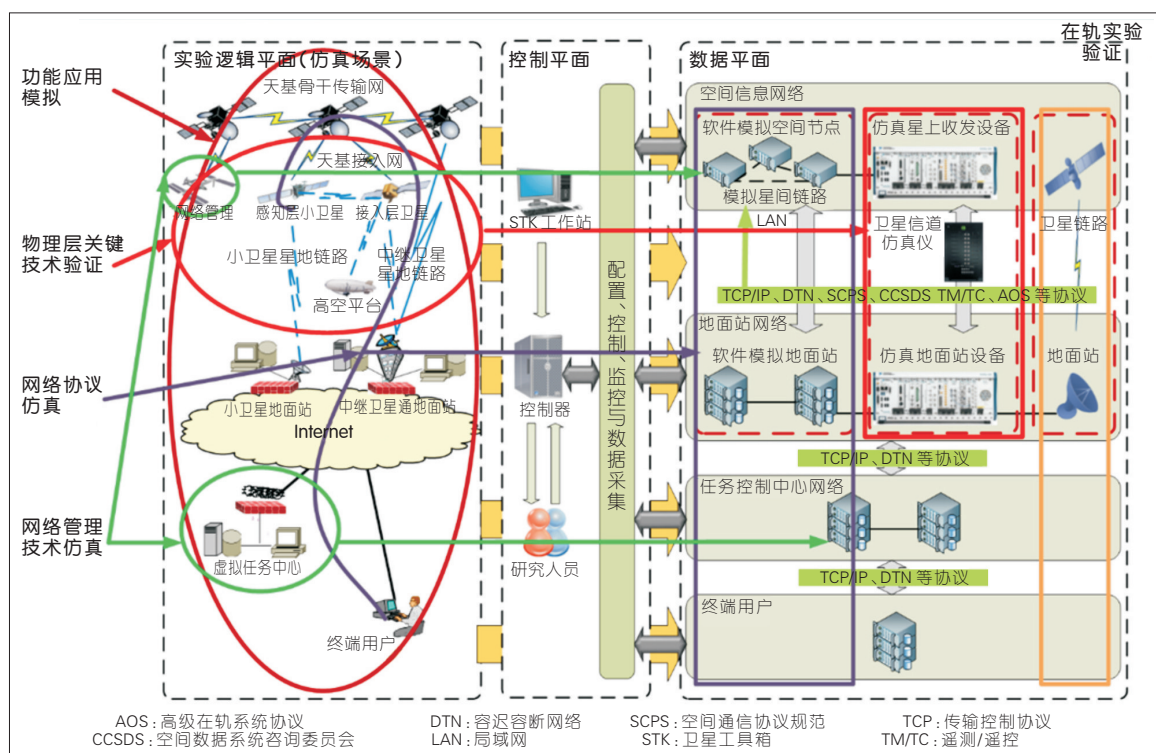 在轨实验
验证
实验逻辑平面(仿真场景)
控制平面
数据平面
功能应用
模拟
物理层关键
技术验证
网络协议
仿真
网络管理
技术仿真
天基骨干传输网
天基接入网
网络管理
感知层小卫星
接入层卫星
小卫星星地链路
中继卫星
星地链路
高空平台
小卫星地面站
中继卫星通地面站
Internet
虚拟任务中心
终端用户
STK 工作站
控制器
研究人员
配置、控制、监控与数据采集
空间信息网络
软件模拟空间节点
仿真星上收发设备
模拟星间链路
LAN
卫星信道
仿真仪
卫星链路
TCP/IP、DTN、SCPS、CCSDS TM/TC、AOS 等协议
地面站网络
软件模拟地面站
仿真地面站设备
地面站
TCP/IP、DTN 等协议
任务控制中心网络
TCP/IP、DTN 等协议
终端用户
AOS：高级在轨系统协议
DTN：容迟容断网络
SCPS：空间通信协议规范
TCP：传输控制协议
CCSDS：空间数据系统咨询委员会
LAN：局域网
STK：卫星工具箱
TM/TC：遥测/遥控